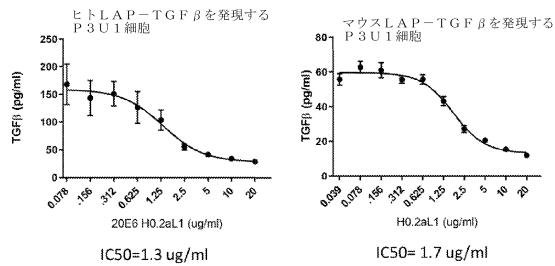 ヒトLAP－TGFβを発現する
P3U1細胞
TGFβ (pg/ml)
200
150
100
50
0
0.078
.156
.312
0.625
1.25
2.5
5
10
20
20E6 H0.2aL1 (ug/ml)
IC50=1.3 ug/ml
マウスLAP－TGFβを発現する
P3U1細胞
TGFβ (pg/ml)
80
60
40
20
0
0.039
0.078
.156
.312
0.625
1.25
2.5
5
10
20
H0.2aL1 (ug/ml)
IC50= 1.7 ug/ml